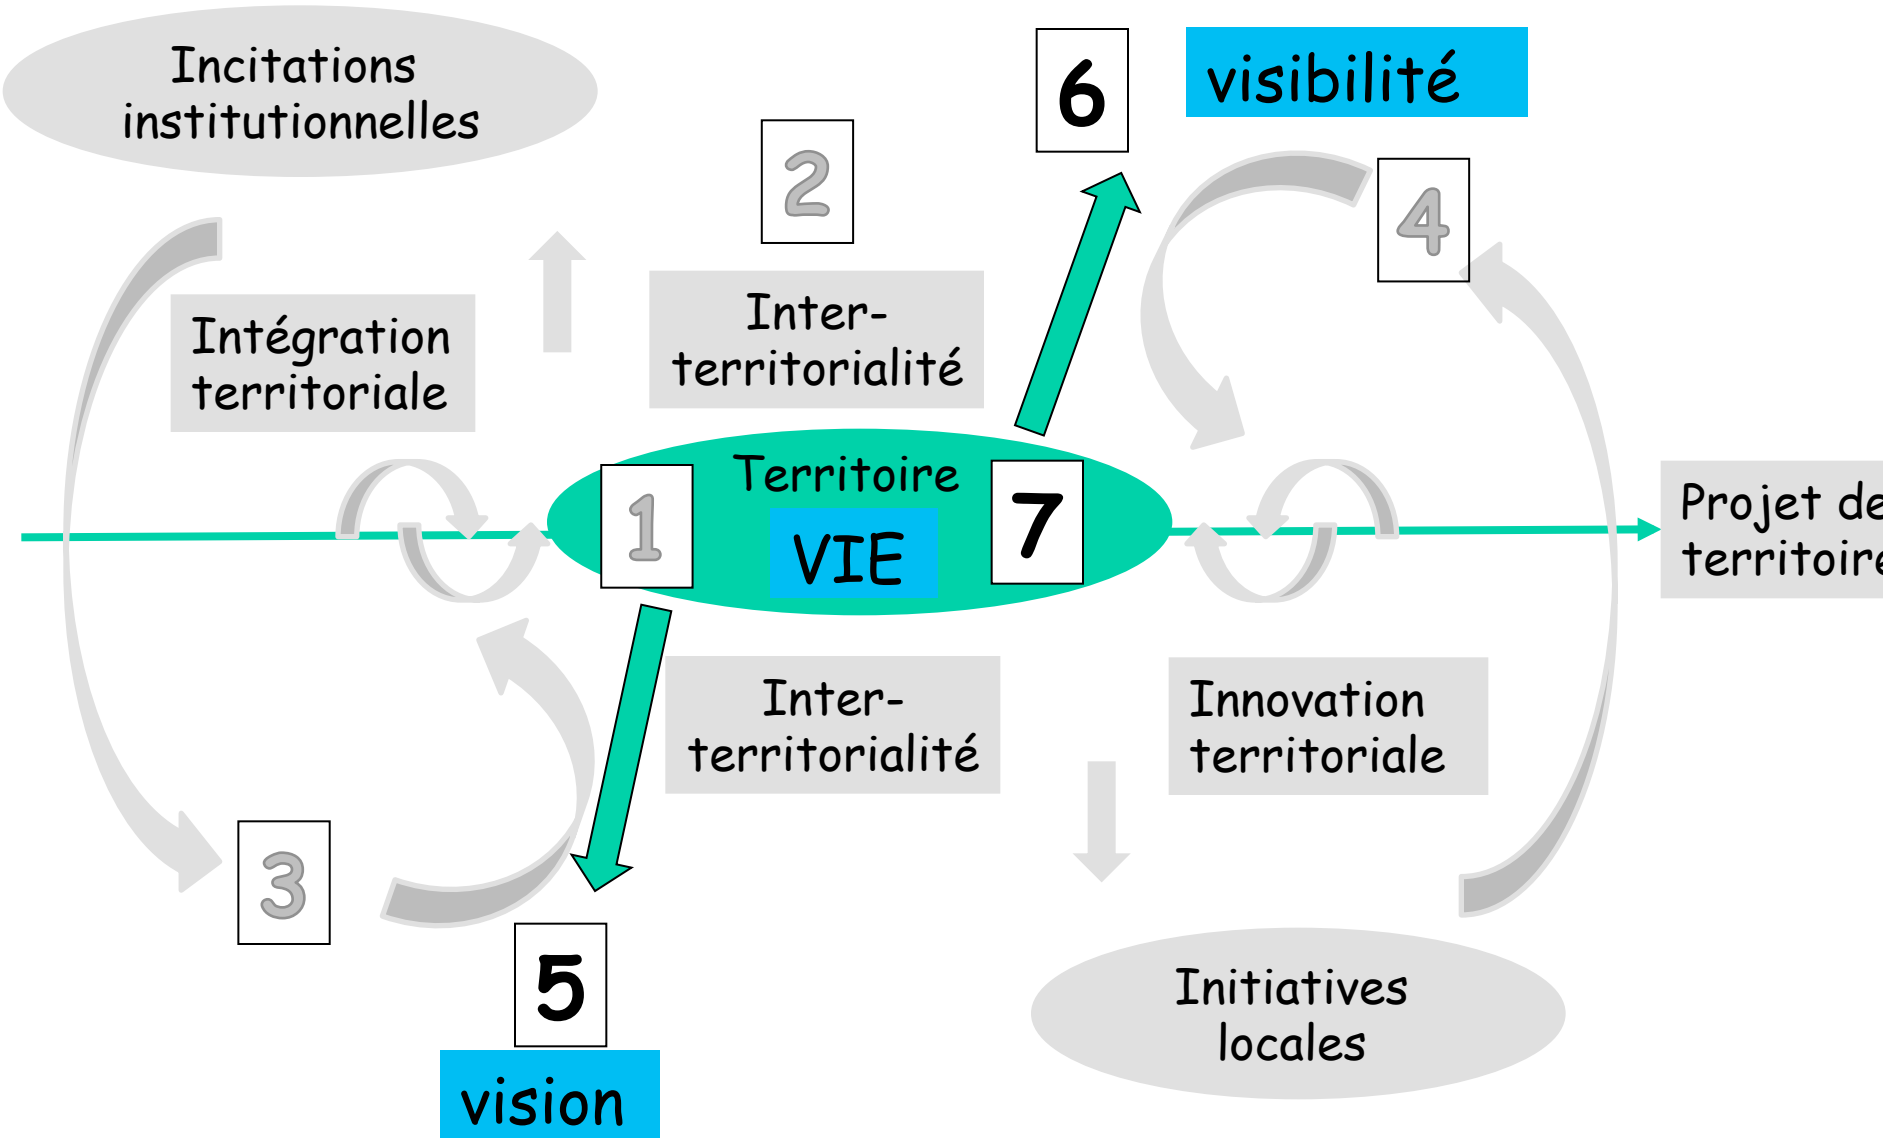 Incitations
institutionnelles
6
visibilité
2
4
Intégration
territoriale
Inter-
territorialité
Territoire
1
VIE
7
Projet de
territoire
Inter-
territorialité
Innovation
territoriale
3
5
vision
Initiatives
locales